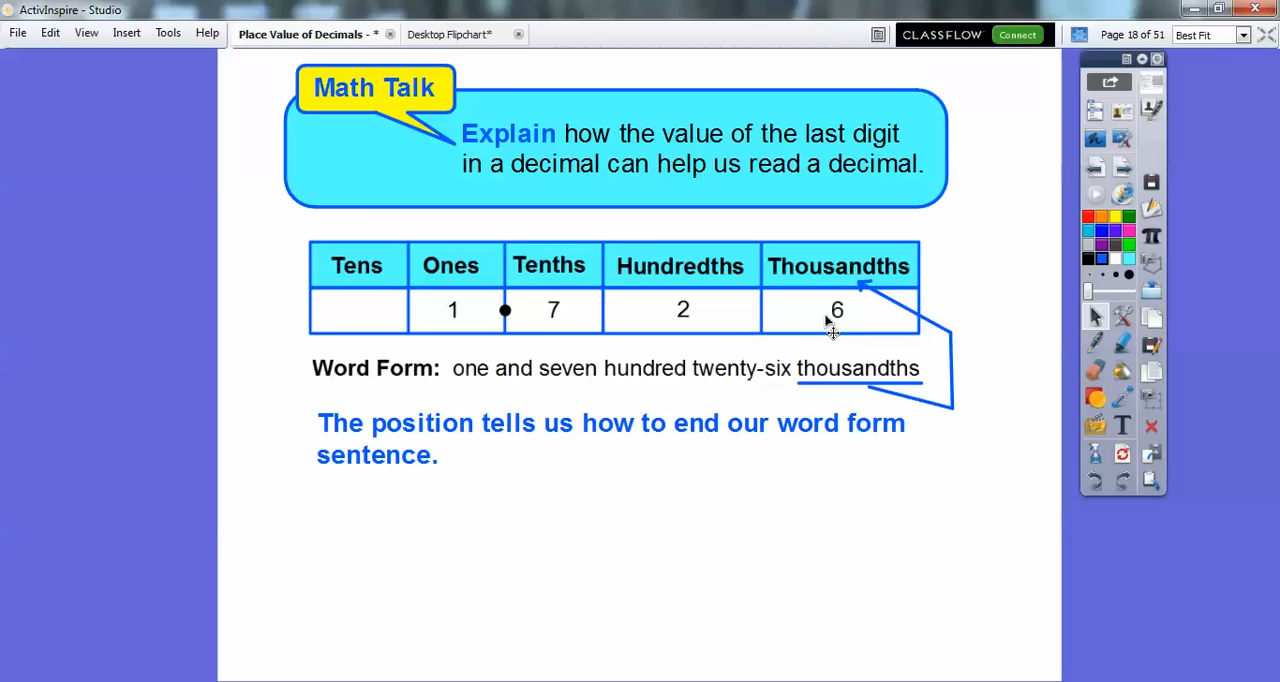 ActivInspire - Studio
File Edit View Insert Tools Help Place Value of Decimals - * Desktop Flipchart* CLASSFLOW Connect Page 18 of 51 Best Fit
Math Talk
Explain how the value of the last digit
in a decimal can help us read a decimal.
Tens Ones Tenths Hundredths Thousandths
1 . 7 2 6
Word Form: one and seven hundred twenty-six thousandths
The position tells us how to end our word form
sentence.